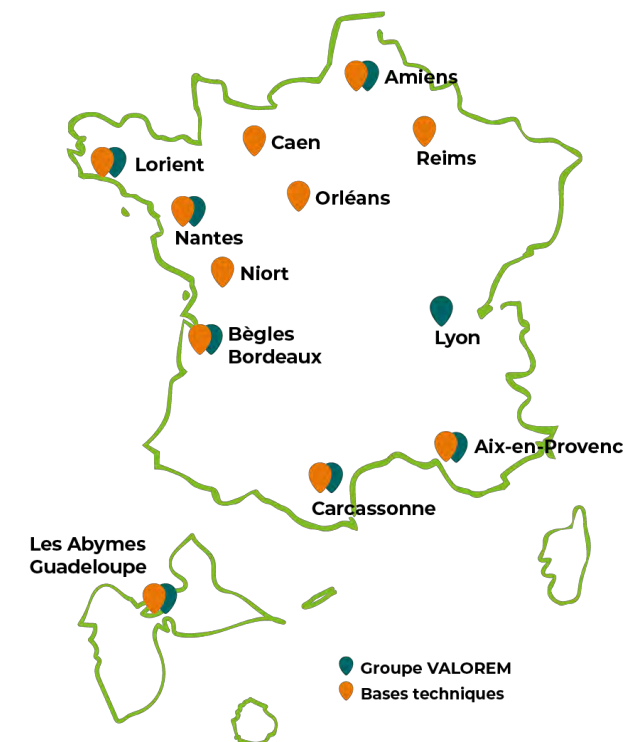 Amiens
Caen
Reims
Lorient
Orléans
Nantes
Niort
Bègles
Bordeaux
Lyon
Aix-en-Provenc
Carcassonne
Les Abymes
Guadeloupe
Groupe VALOREM
Bases techniques